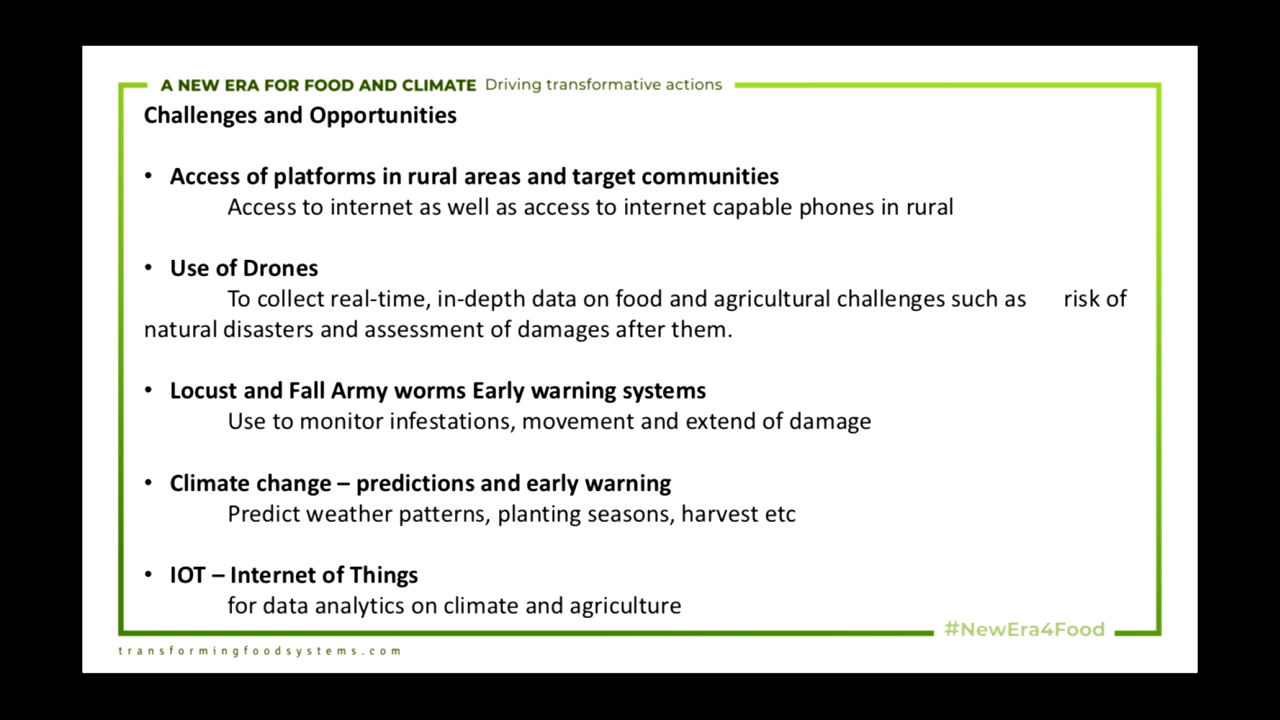 A NEW ERA FOR FOOD AND CLIMATE Driving transformative actions
Challenges and Opportunities
• Access of platforms in rural areas and target communities
Access to internet as well as access to internet capable phones in rural
• Use of Drones
To collect real-time, in-depth data on food and agricultural challenges such as risk of
natural disasters and assessment of damages after them.
• Locust and Fall Army worms Early warning systems
Use to monitor infestations, movement and extend of damage
• Climate change – predictions and early warning
Predict weather patterns, planting seasons, harvest etc
• IOT – Internet of Things
for data analytics on climate and agriculture
#NewEra4Food
transformingfoodsystems.com